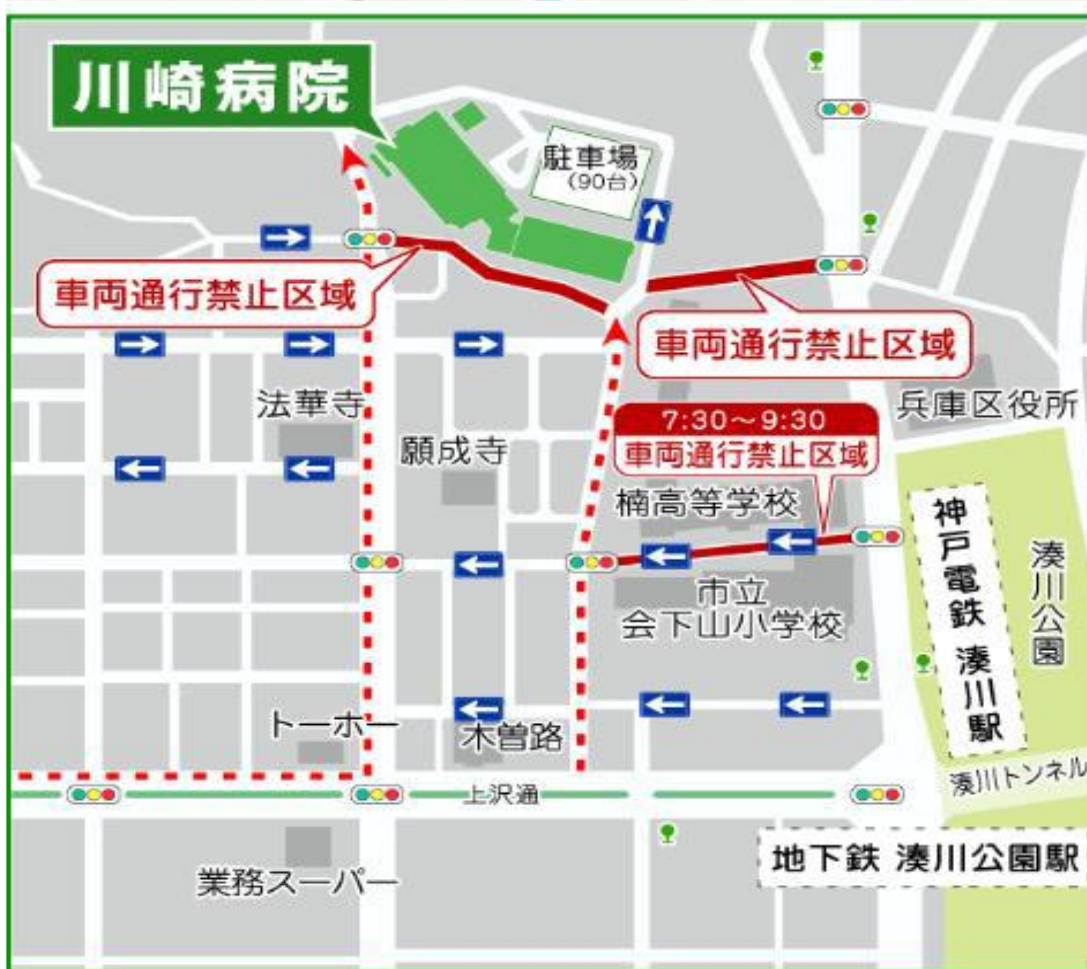 川崎病院
駐車場
(90台)
車両通行禁止区域
車両通行禁止区域
法華寺
兵庫区役所
7:30～9:30
車両通行禁止区域
願成寺
楠高等学校
神戸電鉄 湊川駅
湊川公園
市立
会下山小学校
トーホー
木曽路
湊川トンネル
上沢通
地下鉄 湊川公園駅
業務スーパー